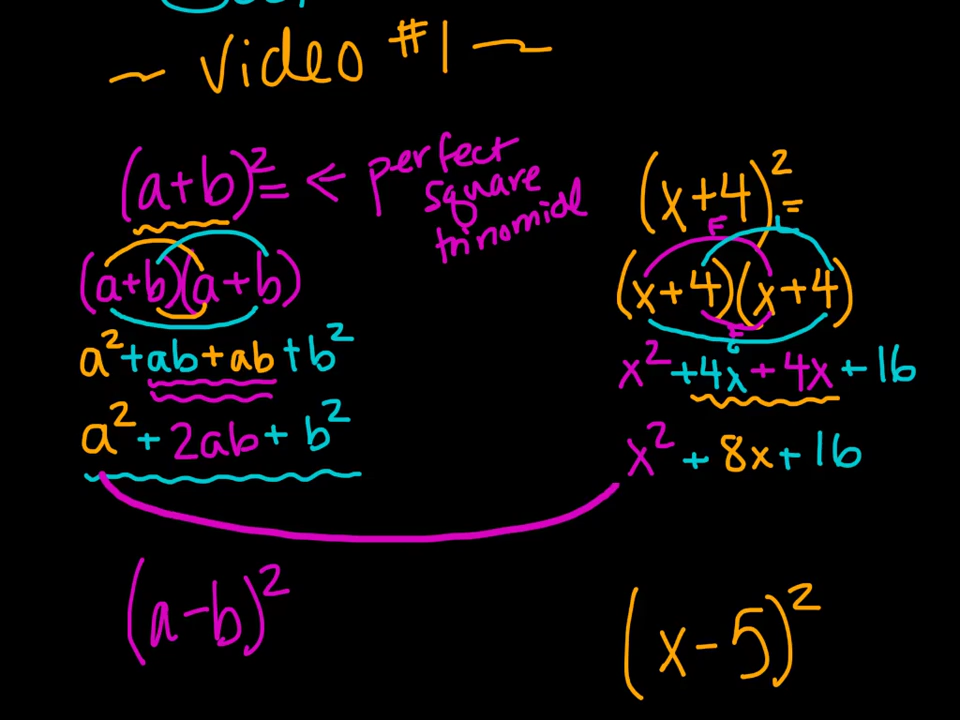 ~ Video #1 ~
(a+b)²= < perfect
square
trinomial
(a+b)(a+b)
a²+ab+ab+b²
a²+2ab+b²
(x+4)²=
F L
(x+4)(x+4)
x²+4x+4x+16
x²+8x+16
(a-b)²
(x-5)²